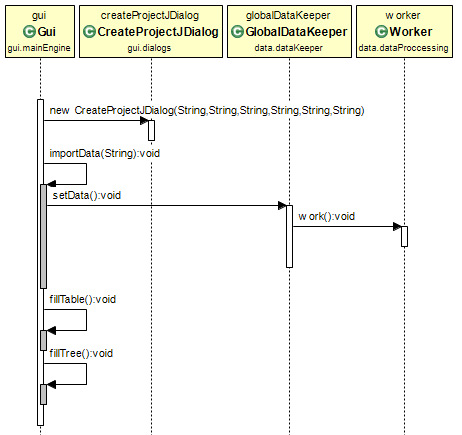 gui
Gui
gui.mainEngine
createProjectJDialog
CreateProjectJDialog
gui.dialogs
globalDataKeeper
GlobalDataKeeper
data.dataKeeper
worker
Worker
data.dataProccessing
new CreateProjectJDialog(String,String,String,String,String,String)
importData(String):void
setData():void
work():void
fillTable():void
fillTree():void